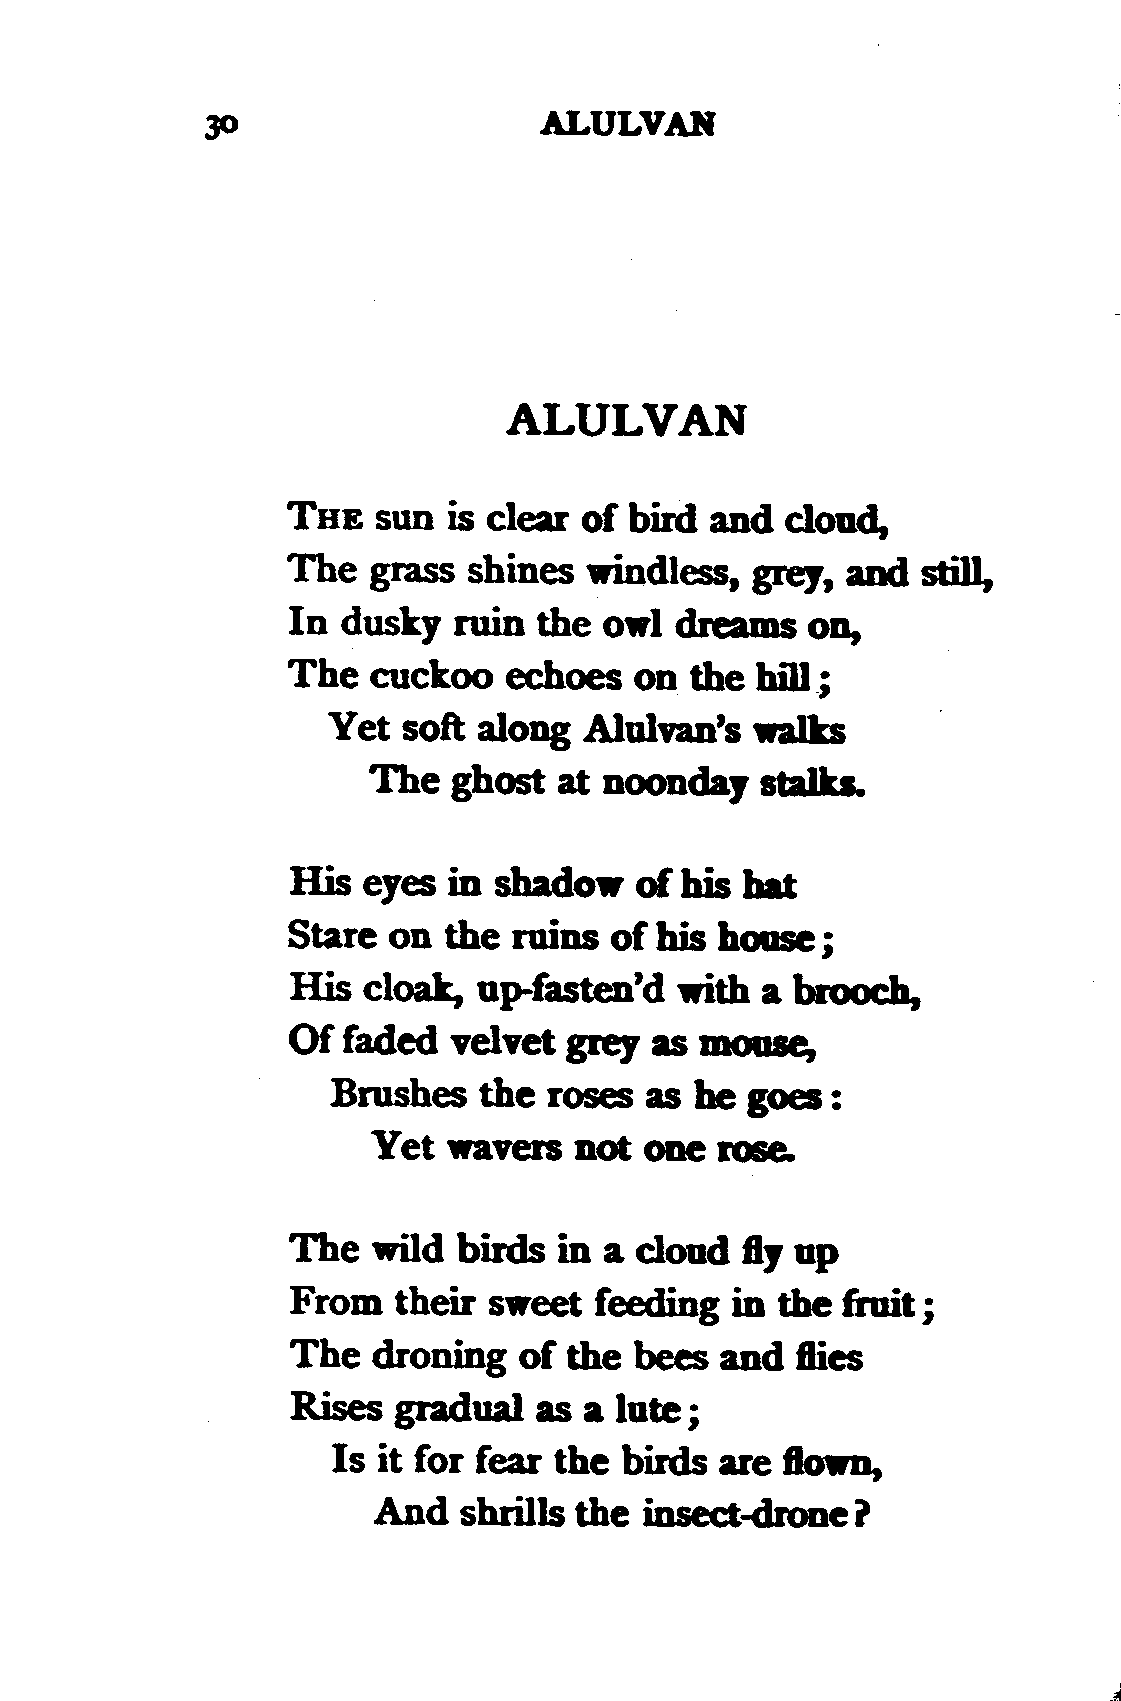 30 ALULVAN
ALULVAN
THE sun is clear of bird and cloud,
The grass shines windless, grey, and still,
In dusky ruin the owl dreams on,
The cuckoo echoes on the hill;
Yet soft along Alulvan's walks
The ghost at noonday stalks.
His eyes in shadow of his hat
Stare on the ruins of his house;
His cloak, up-fasten'd with a brooch,
Of faded velvet grey as mouse,
Brushes the roses as he goes:
Yet wavers not one rose.
The wild birds in a cloud fly up
From their sweet feeding in the fruit;
The droning of the bees and flies
Rises gradual as a lute;
Is it for fear the birds are flown,
And shrills the insect-drone?